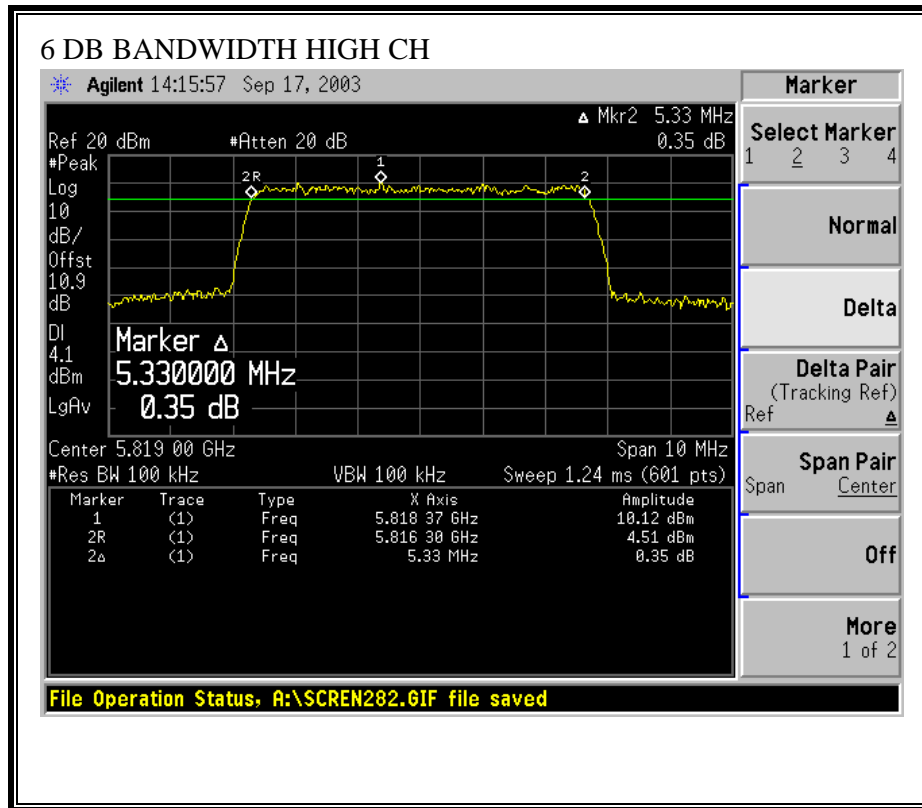 6 DB BANDWIDTH HIGH CH
Agilent 14:15:57 Sep 17, 2003
Marker
Δ Mkr2 5.33 MHz
Ref 20 dBm #Atten 20 dB 0.35 dB
#Peak
Log
10
dB/
Offst
10.9
dB
DI
4.1
dBm
LgAv
2R
1
2
Marker Δ
5.330000 MHz
0.35 dB
Center 5.819 00 GHz Span 10 MHz
#Res BW 100 kHz VBW 100 kHz Sweep 1.24 ms (601 pts)
Marker Trace Type X Axis Amplitude
1 (1) Freq 5.818 37 GHz 10.12 dBm
2R (1) Freq 5.816 30 GHz 4.51 dBm
2Δ (1) Freq 5.33 MHz 0.35 dB
Select Marker
1 2 3 4
Normal
Delta
Delta Pair
(Tracking Ref)
Ref Δ
Span Pair
Span Center
Off
More
1 of 2
File Operation Status, A:\SCREN282.GIF file saved